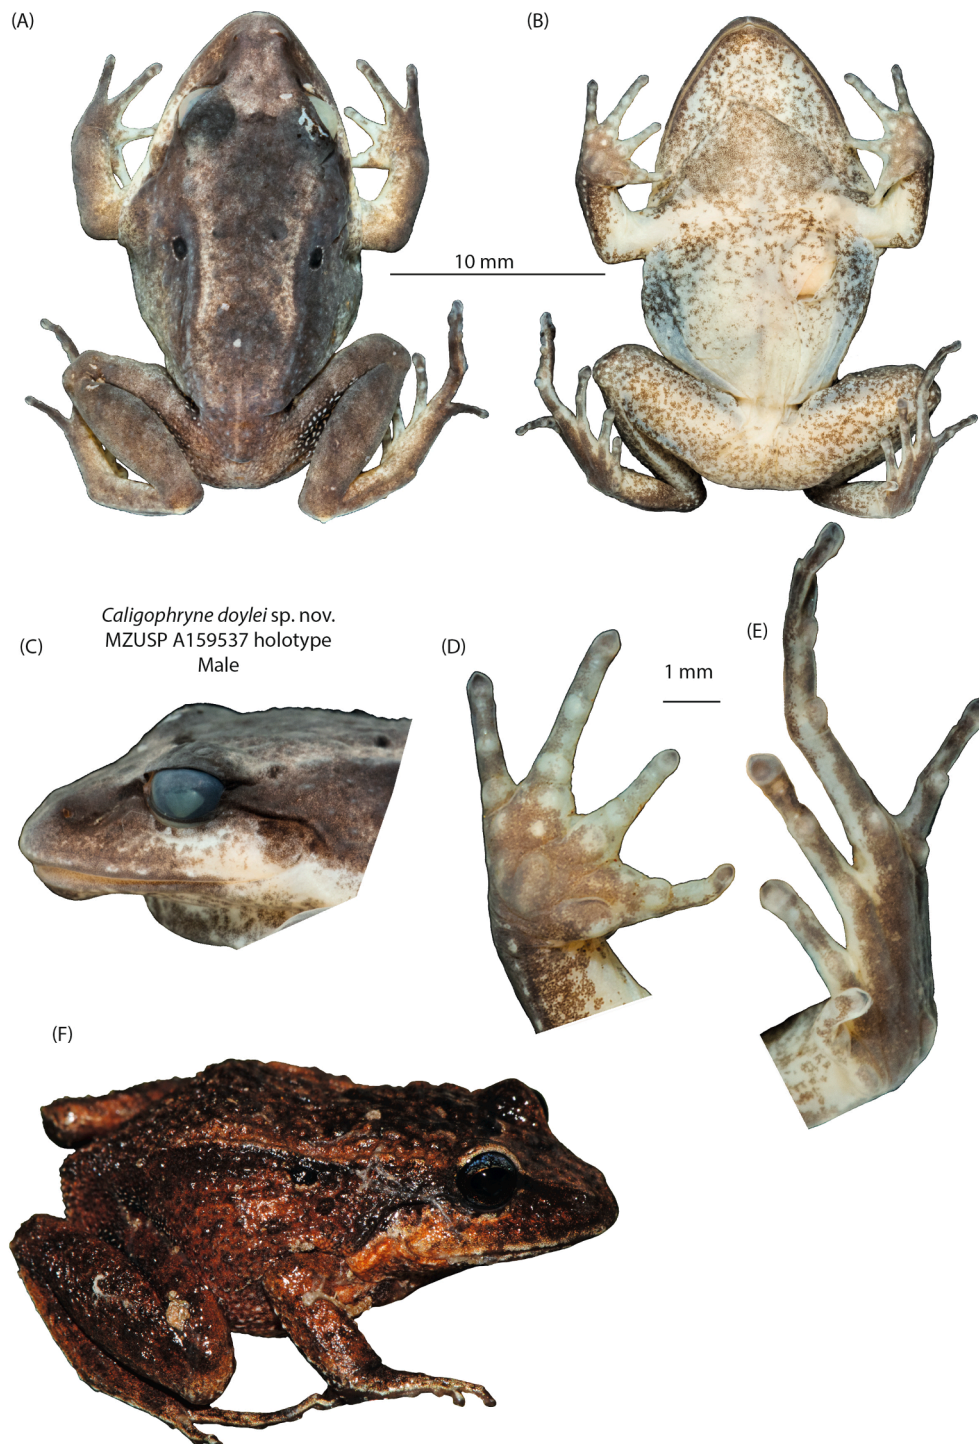 (A)
(B)
10 mm
Caligophryne doylei sp. nov.
MZUSP A159537 holotype
Male
(C)
(D)
1 mm
(E)
(F)